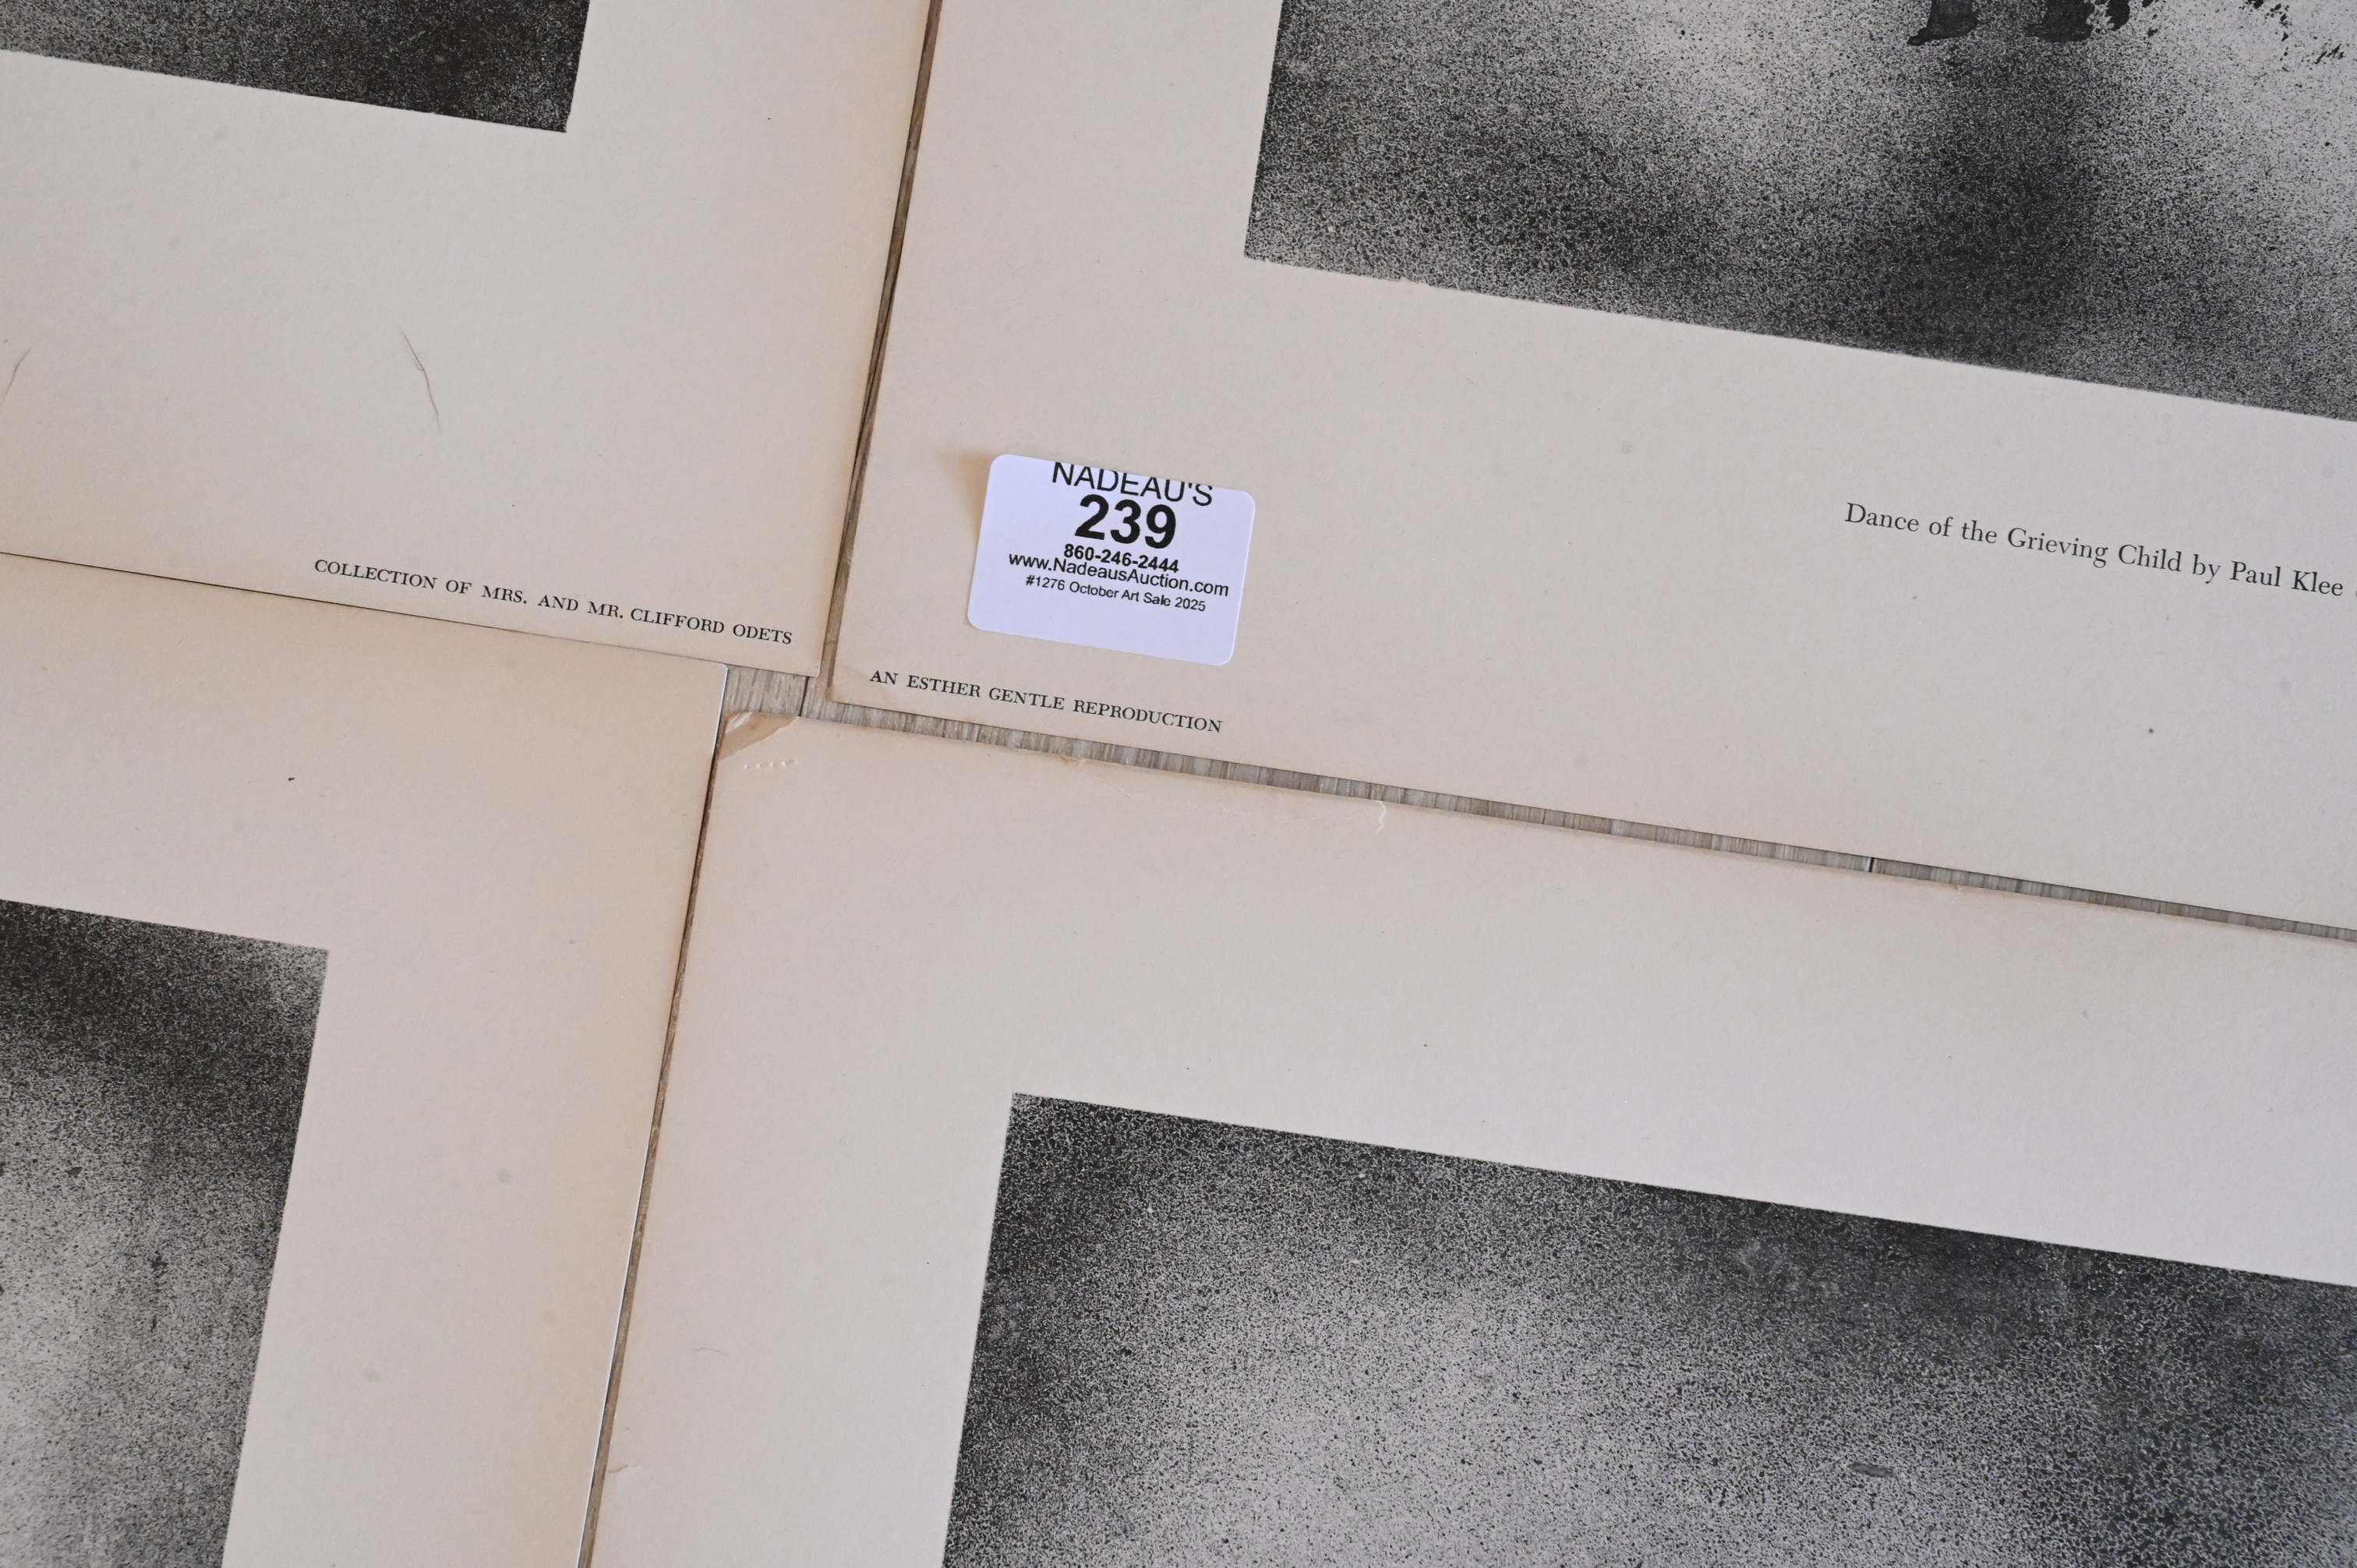 NADEAU'S
239
860-246-2444
www.NadeausAuction.com
#1276 October Art Sale 2025
Dance of the Grieving Child by Paul Klee
COLLECTION OF MRS. AND MR. CLIFFORD ODETS
AN ESTHER GENTLE REPRODUCTION